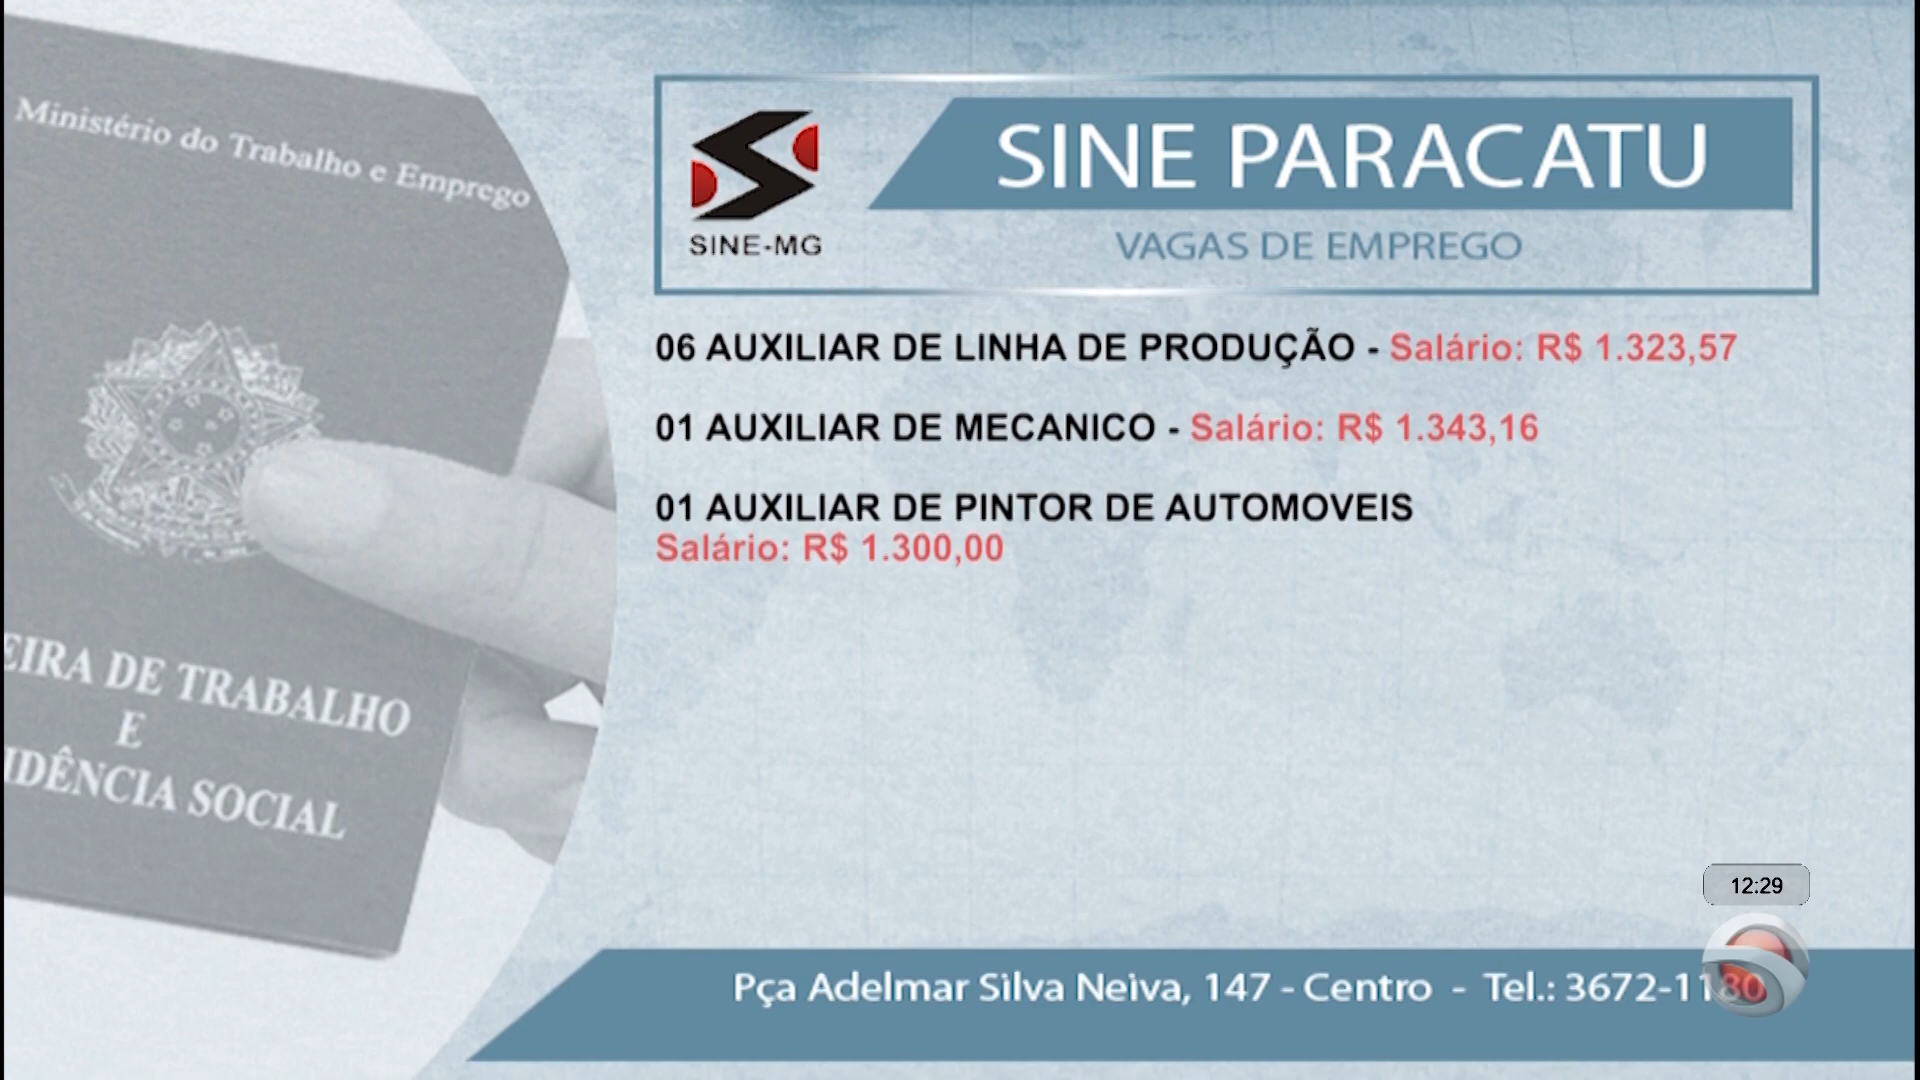 Ministério do Trabalho e Emprego
EIRA DE TRABALHO
E
IDÊNCIA SOCIAL
SINE-MG
SINE PARACATU
VAGAS DE EMPREGO
06 AUXILIAR DE LINHA DE PRODUÇÃO - Salário: R$ 1.323,57
01 AUXILIAR DE MECANICO - Salário: R$ 1.343,16
01 AUXILIAR DE PINTOR DE AUTOMOVEIS
Salário: R$ 1.300,00
12:29
Pça Adelmar Silva Neiva, 147 - Centro - Tel.: 3672-1180